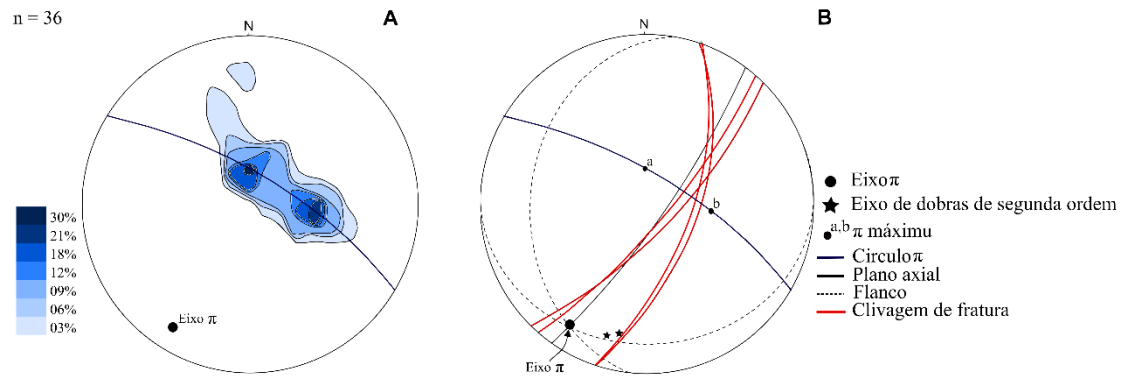 n = 36
A
N
30%
21%
18%
12%
09%
06%
03%
Eixo π
B
N
a
b
Eixo π
Eixo π
Eixo de dobras de segunda ordem
a,b π máximu
Circulo π
Plano axial
Flanco
Clivagem de fratura